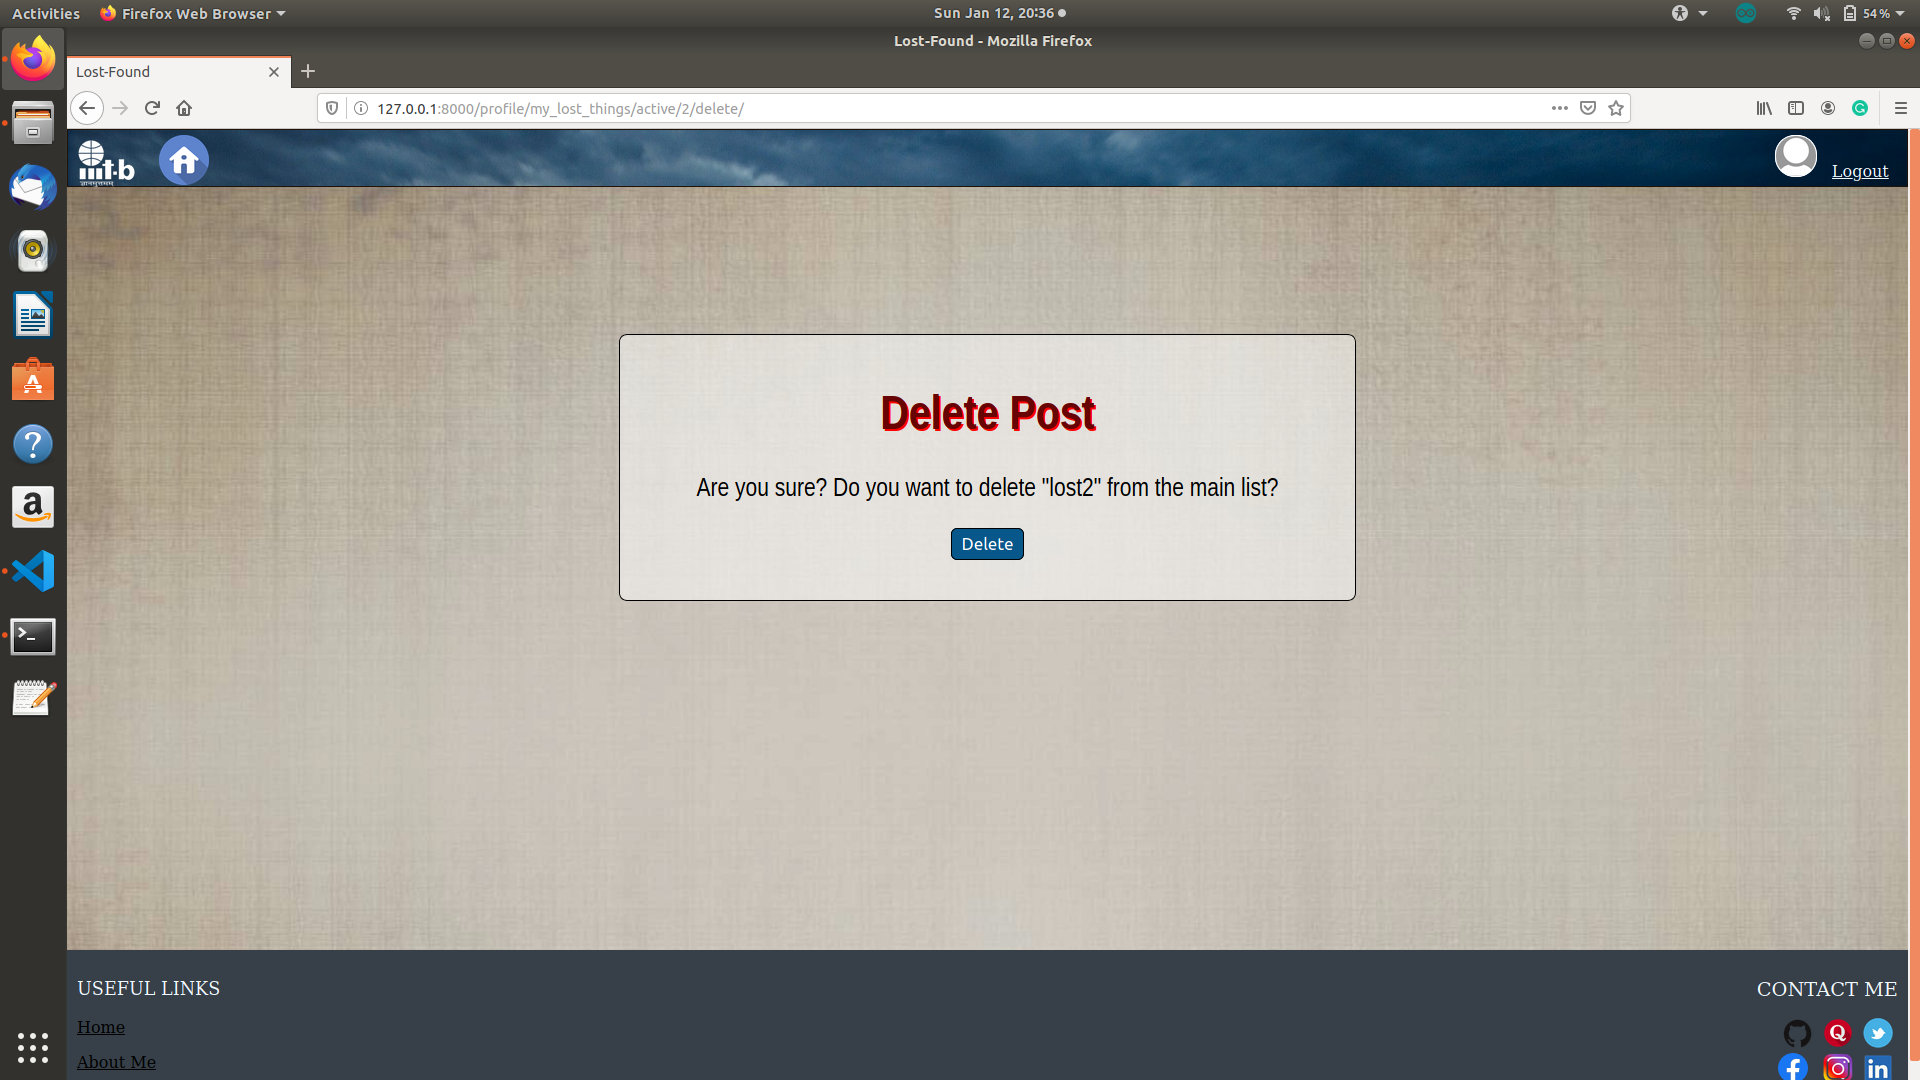 Activities
Firefox Web Browser
Sun Jan 12, 20:36
54 %
Lost-Found - Mozilla Firefox
Lost-Found
127.0.0.1:8000/profile/my_lost_things/active/2/delete/
iiit-b
Logout
Delete Post
Are you sure? Do you want to delete "lost2" from the main list?
Delete
USEFUL LINKS
CONTACT ME
Home
About Me